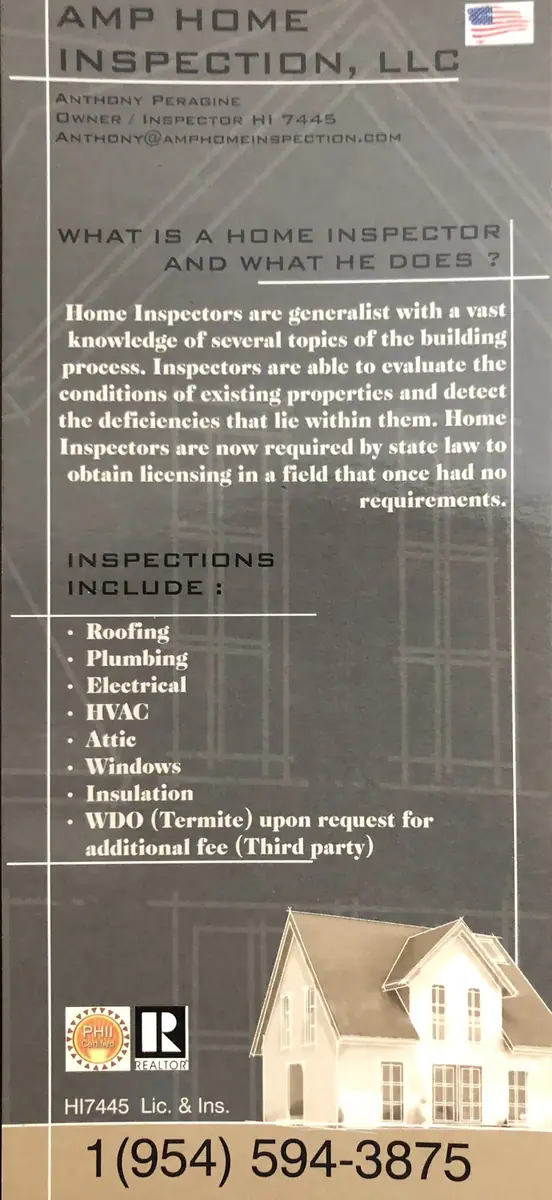 AMP HOME
INSPECTION, LLC
ANTHONY PERAGINE
OWNER / INSPECTOR HI 7445
ANTHONY@AMPHOMEINSPECTION.COM
WHAT IS A HOME INSPECTOR
AND WHAT HE DOES ?
Home Inspectors are generalist with a vast
knowledge of several topics of the building
process. Inspectors are able to evaluate the
conditions of existing properties and detect
the deficiencies that lie within them. Home
Inspectors are now required by state law to
obtain licensing in a field that once had no
requirements.
INSPECTIONS
INCLUDE :
• Roofing
• Plumbing
• Electrical
• HVAC
• Attic
• Windows
• Insulation
• WDO (Termite) upon request for
additional fee (Third party)
PHII
Certified
R
REALTOR
HI7445 Lic. & Ins.
1(954) 594-3875